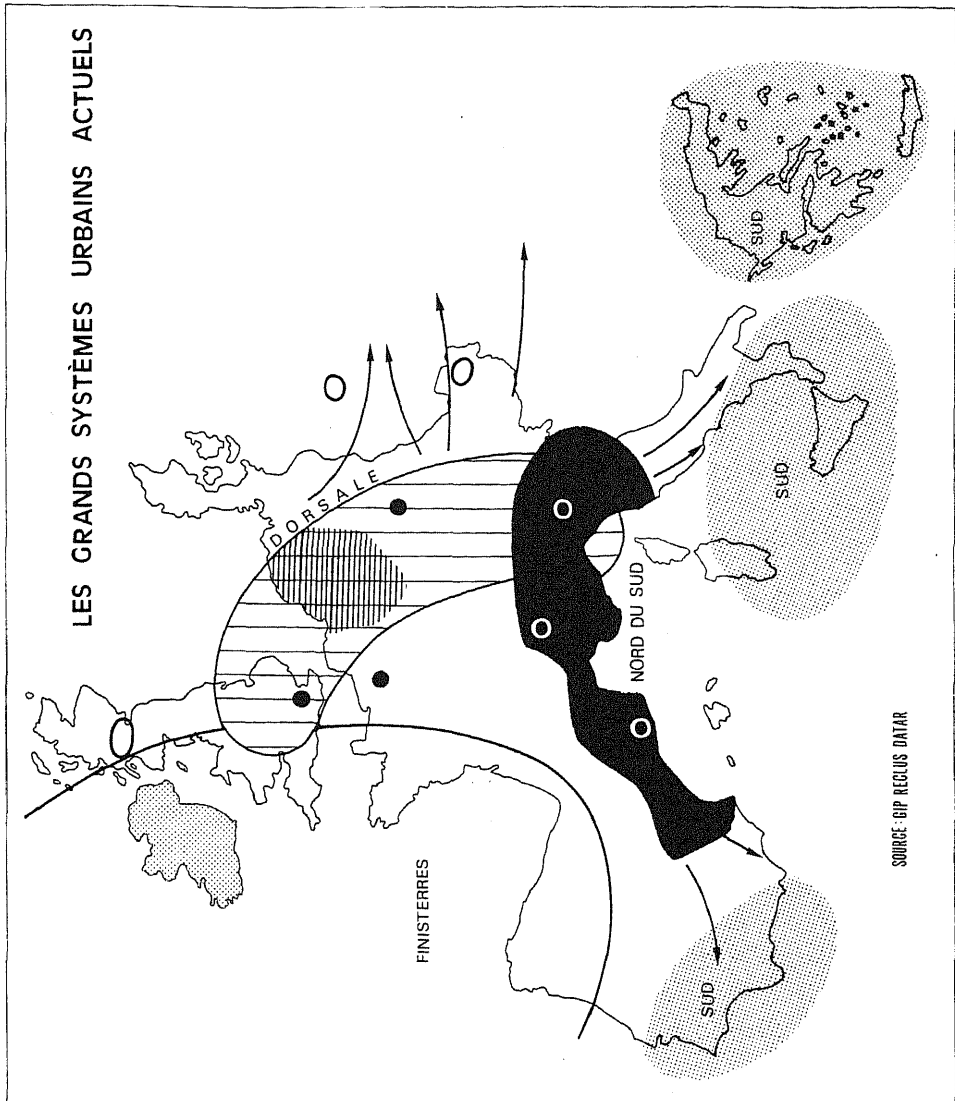 LES GRANDS SYSTÈMES URBAINS ACTUELS
DORSALE
FINISTERRES
NORD DU SUD
SUD
SUD
SUD
SOURCE : GIP RECLUS DATAR